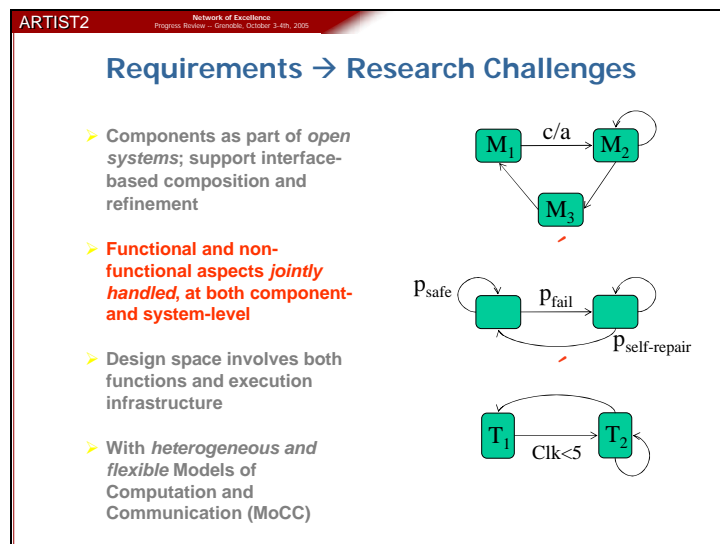 ARTIST2
Network of Excellence
Progress Review -- Grenoble, October 3-4th, 2005
Requirements → Research Challenges
Components as part of open
systems; support interface-
based composition and
refinement
Functional and non-
functional aspects jointly
handled, at both component-
and system-level
Design space involves both
functions and execution
infrastructure
With heterogeneous and
flexible Models of
Computation and
Communication (MoCC)
c/a
M1
M2
M3
psafe
pfail
pself-repair
T1
T2
Clk<5